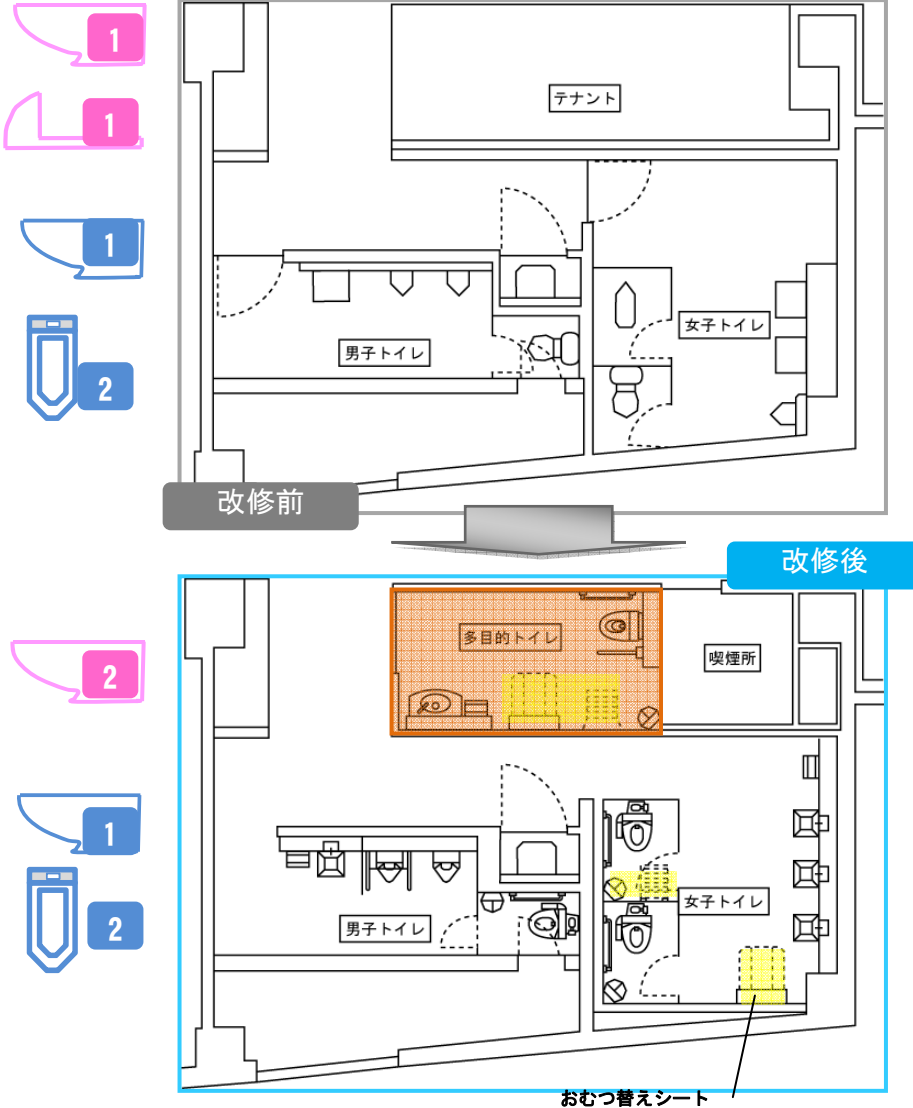 1
1
1
2
テナント
女子トイレ
男子トイレ
改修前
改修後
2
1
2
多目的トイレ
喫煙所
男子トイレ
女子トイレ
おむつ替えシート